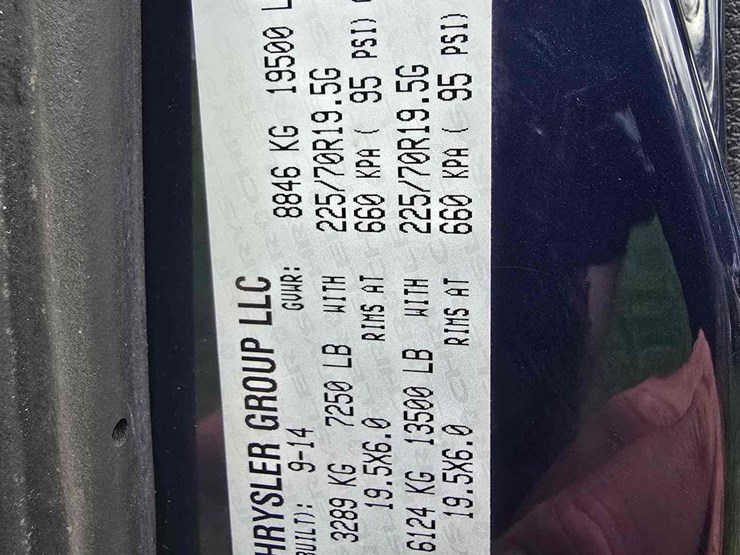 HRYSLER GROUP LLC
BUILT): 9-14 GVWR: 8846 KG 19500 L
3289 KG 7250 LB WITH 225/70R19.5G
19.5X6.0 RIMS AT 660 KPA ( 95 PSI) C
6124 KG 13500 LB WITH 225/70R19.5G
19.5X6.0 RIMS AT 660 KPA ( 95 PSI)